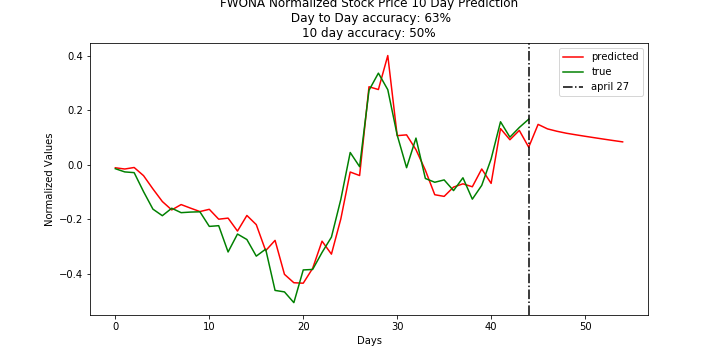 FWONA Normalized Stock Price 10 Day Prediction
Day to Day accuracy: 63%
10 day accuracy: 50%
predicted
true
april 27
0.4
0.2
0.0
−0.2
−0.4
Normalized Values
0
10
20
30
40
50
Days